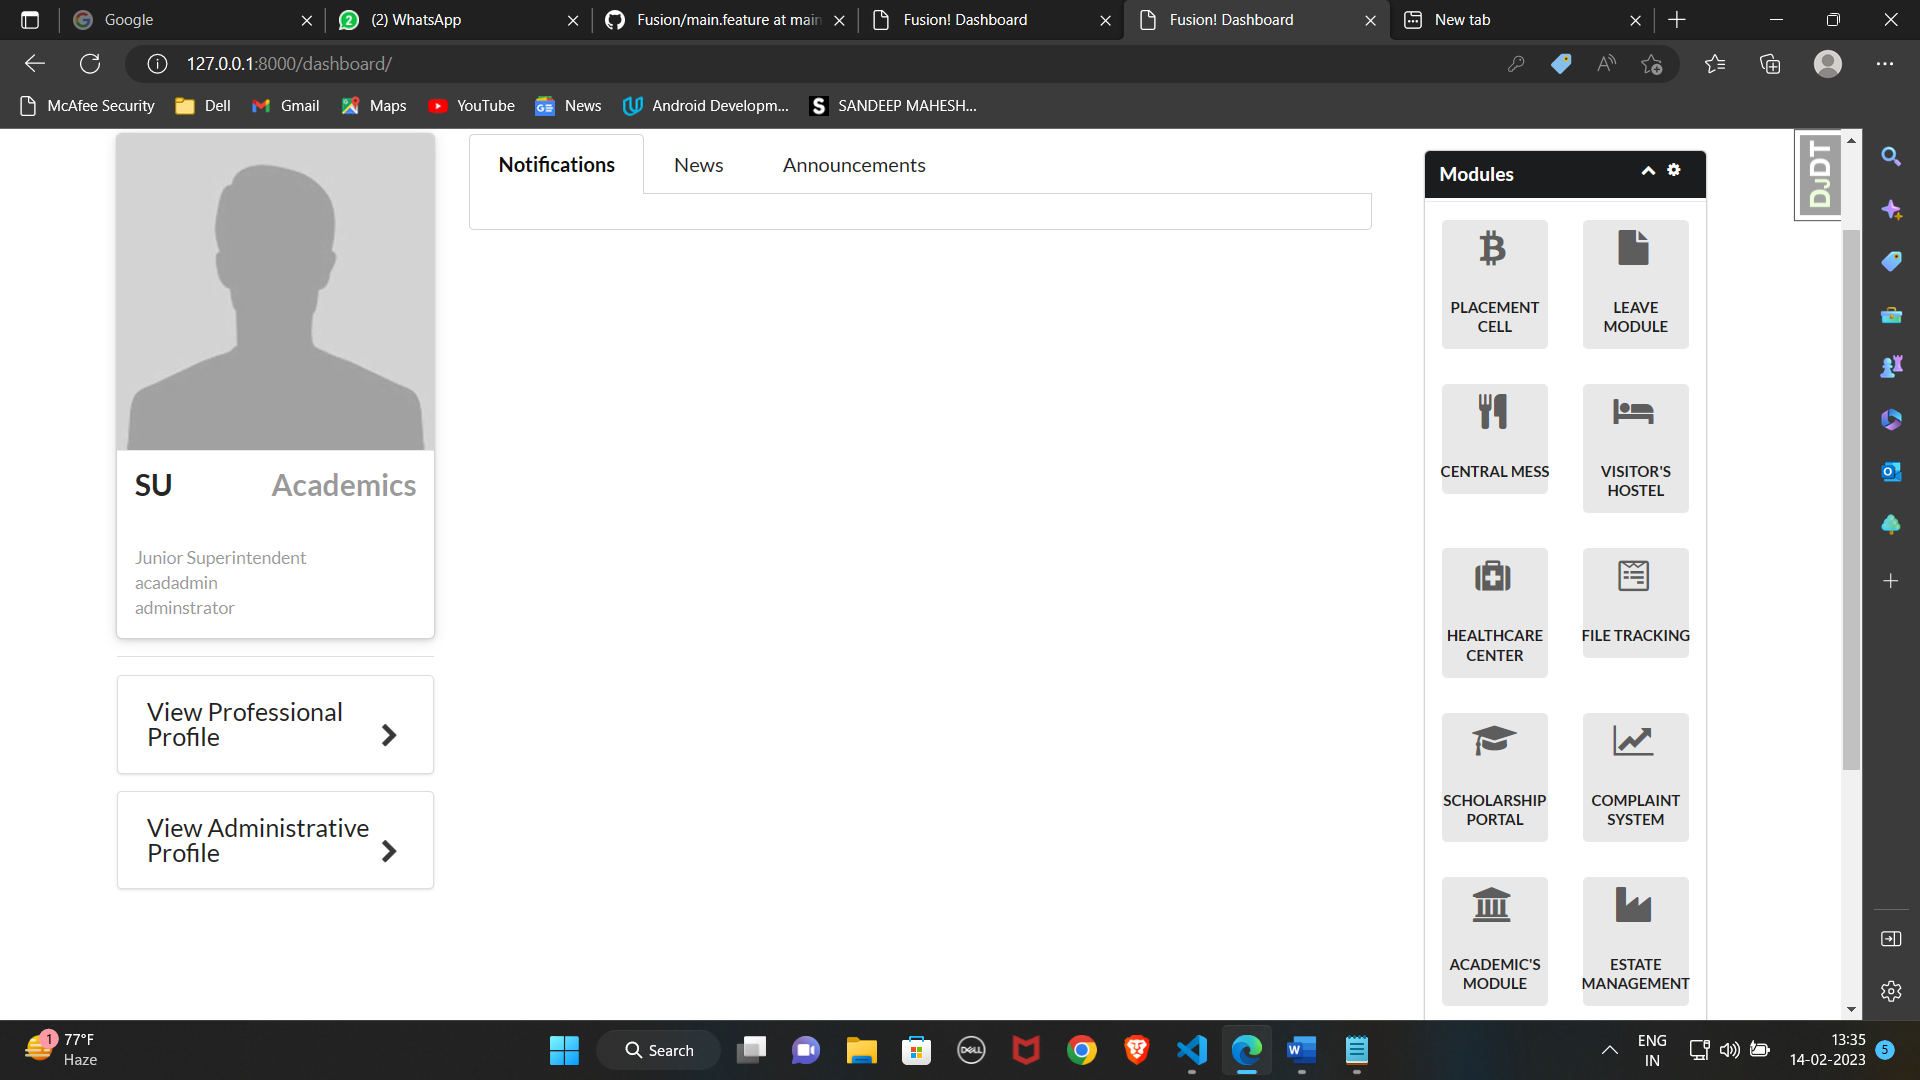 Google
(2) WhatsApp
Fusion/main.feature at main
Fusion! Dashboard
Fusion! Dashboard
New tab
127.0.0.1:8000/dashboard/
McAfee Security
Dell
Gmail
Maps
YouTube
News
Android Developm...
SANDEEP MAHESH...
SU Academics
Junior Superintendent
acadadmin
adminstrator
View Professional
Profile
View Administrative
Profile
Notifications
News
Announcements
Modules
PLACEMENT
CELL
LEAVE
MODULE
CENTRAL MESS
VISITOR'S
HOSTEL
HEALTHCARE
CENTER
FILE TRACKING
SCHOLARSHIP
PORTAL
COMPLAINT
SYSTEM
ACADEMIC'S
MODULE
ESTATE
MANAGEMENT
DJDT
1
77°F
Haze
Search
DELL
ENG
IN
13:35
14-02-2023
5